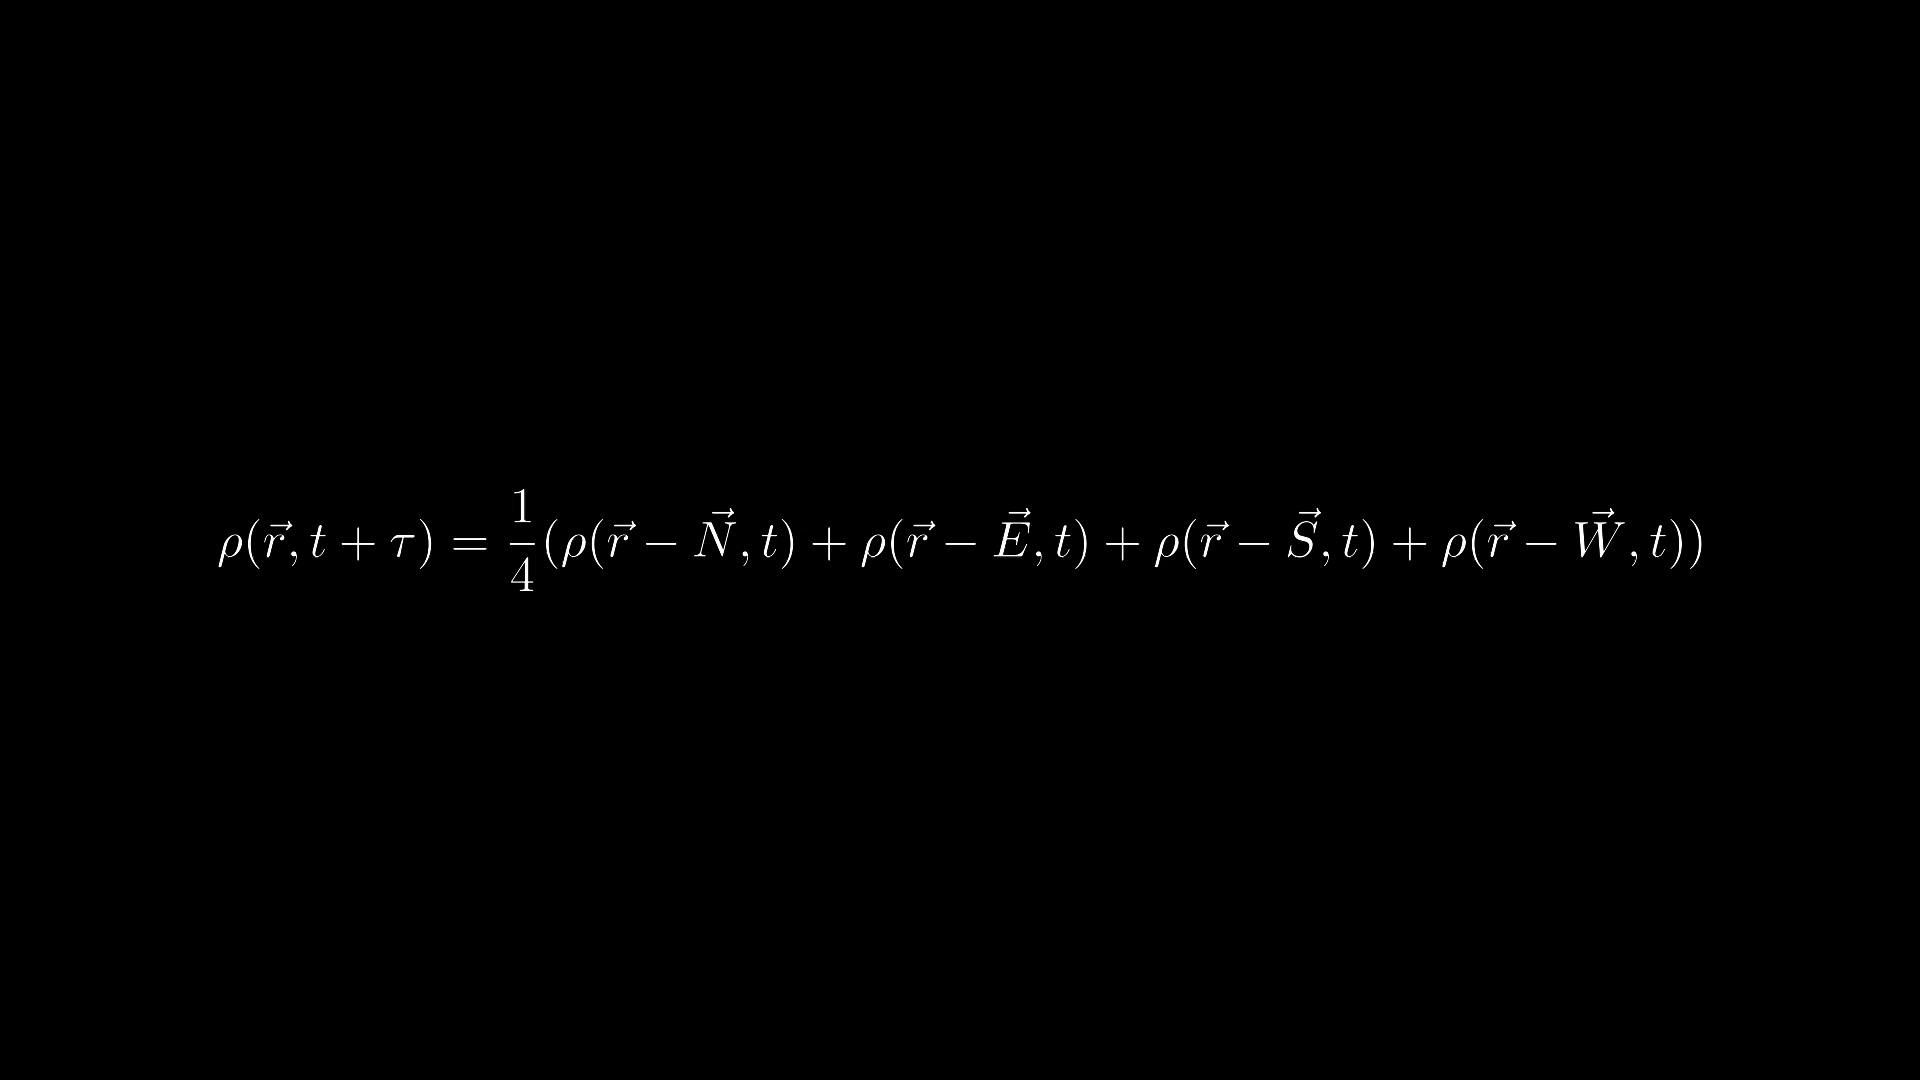 ρ(r⃗, t + τ) = 1/4 (ρ(r⃗ − N⃗, t) + ρ(r⃗ − E⃗, t) + ρ(r⃗ − S⃗, t) + ρ(r⃗ − W⃗, t))